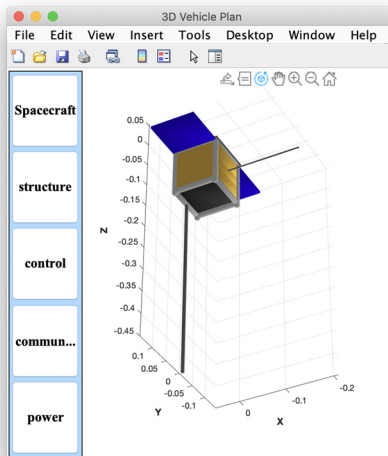 3D Vehicle Plan
File Edit View Insert Tools Desktop Window Help
Spacecraft
structure
control
commun...
power
0.05
0
-0.05
-0.1
-0.15
-0.2
-0.25
-0.3
-0.35
-0.4
-0.45
Z
0.1
0.05
0
-0.05
-0.1
Y
0
-0.1
-0.2
X